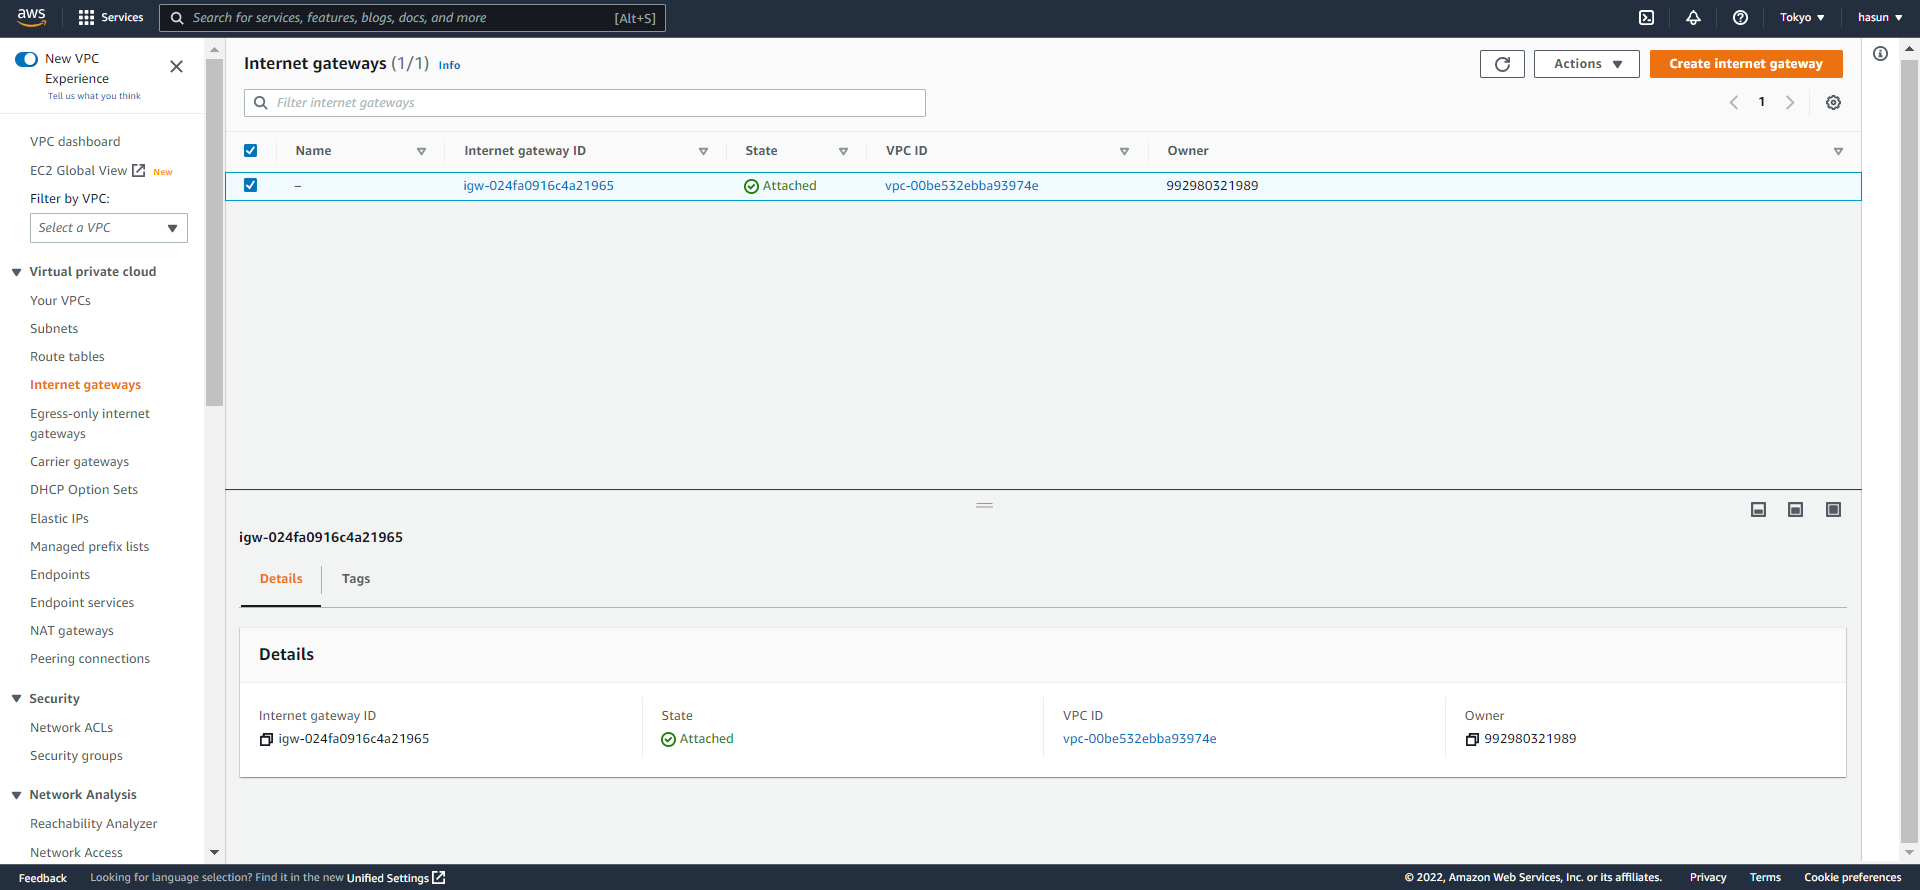 aws
Services
Search for services, features, blogs, docs, and more
[Alt+S]
Tokyo
hasun
New VPC
Experience
Tell us what you think
VPC dashboard
EC2 Global View
New
Filter by VPC:
Select a VPC
Virtual private cloud
Your VPCs
Subnets
Route tables
Internet gateways
Egress-only internet
gateways
Carrier gateways
DHCP Option Sets
Elastic IPs
Managed prefix lists
Endpoints
Endpoint services
NAT gateways
Peering connections
Security
Network ACLs
Security groups
Network Analysis
Reachability Analyzer
Network Access
Internet gateways (1/1) Info
Actions
Create internet gateway
Filter internet gateways
1
Name Internet gateway ID State VPC ID Owner
– igw-024fa0916c4a21965 Attached vpc-00be532ebba93974e 992980321989
igw-024fa0916c4a21965
Details Tags
Details
Internet gateway ID State VPC ID Owner
igw-024fa0916c4a21965 Attached vpc-00be532ebba93974e 992980321989
Feedback Looking for language selection? Find it in the new Unified Settings © 2022, Amazon Web Services, Inc. or its affiliates. Privacy Terms Cookie preferences